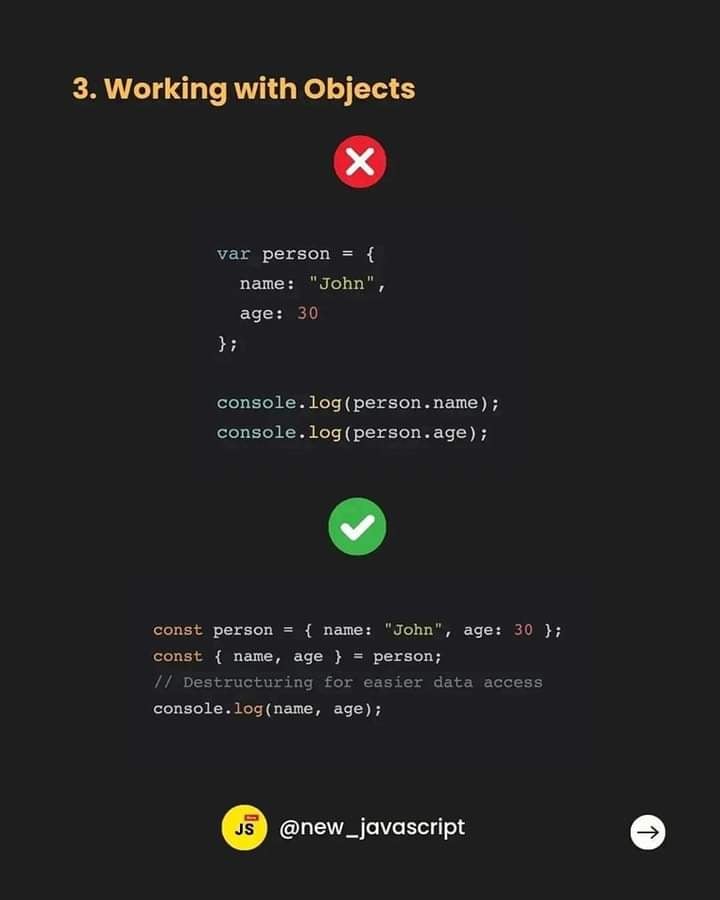 3. Working with Objects
var person = {
  name: "John",
  age: 30
};
console.log(person.name);
console.log(person.age);
const person = { name: "John", age: 30 };
const { name, age } = person;
// Destructuring for easier data access
console.log(name, age);
JS
@new_javascript